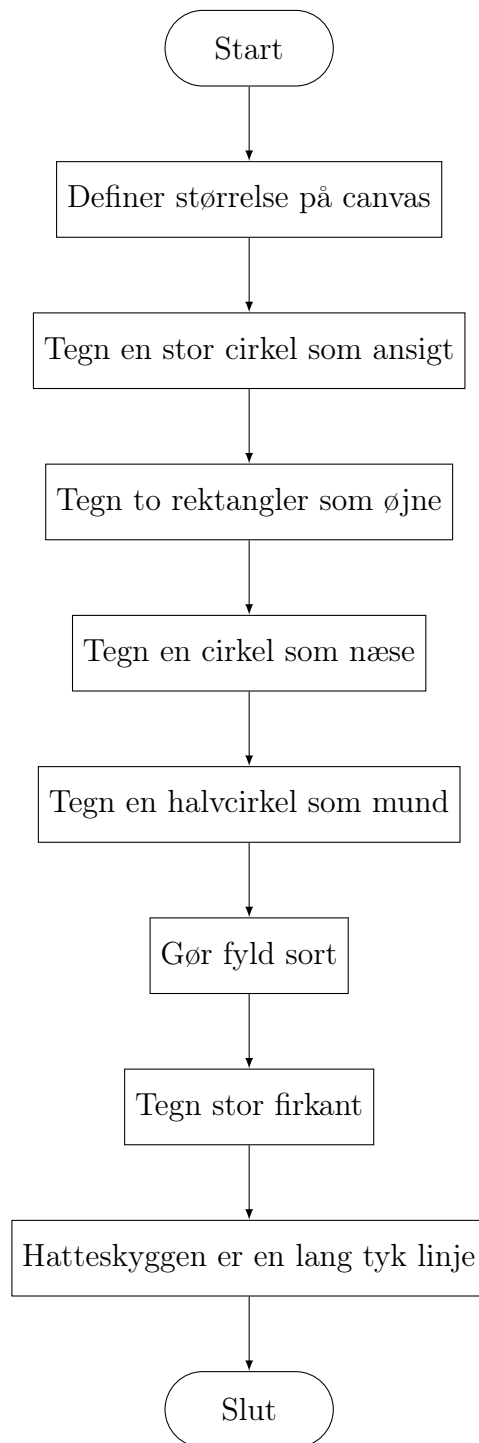 Start
Definer størrelse på canvas
Tegn en stor cirkel som ansigt
Tegn to rektangler som øjne
Tegn en cirkel som næse
Tegn en halvcirkel som mund
Gør fyld sort
Tegn stor firkant
Hatteskyggen er en lang tyk linje
Slut